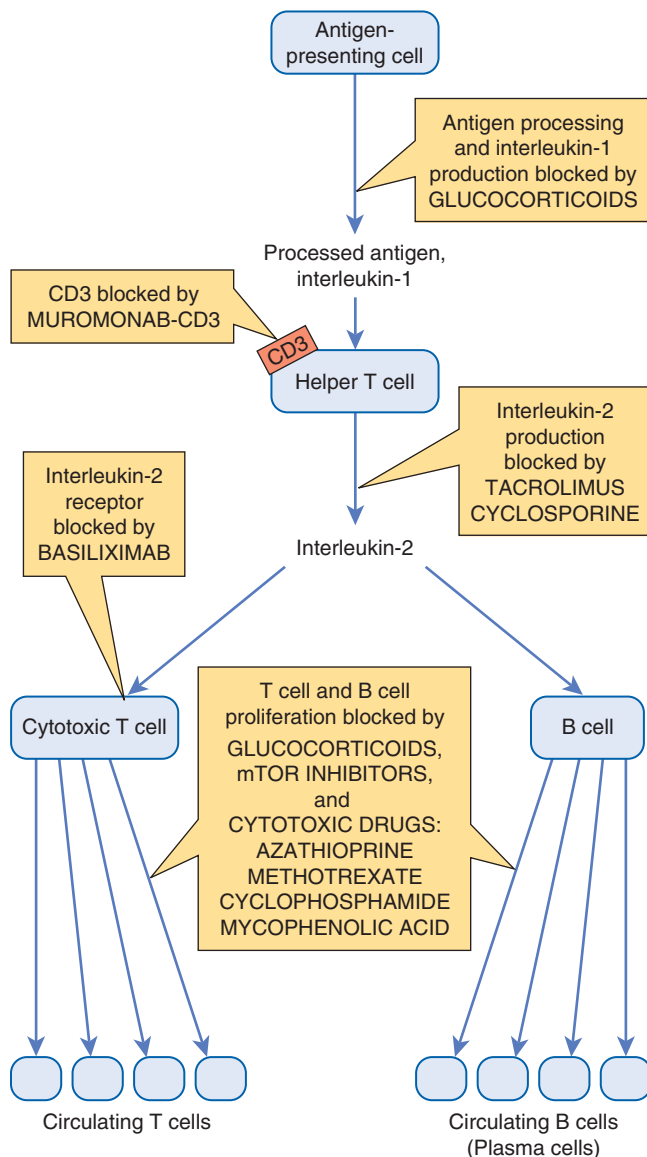 Antigen-
presenting cell
Antigen processing
and interleukin-1
production blocked by
GLUCOCORTICOIDS
Processed antigen,
interleukin-1
CD3 blocked by
MUROMONAB-CD3
CD3
Helper T cell
Interleukin-2
production
blocked by
TACROLIMUS
CYCLOSPORINE
Interleukin-2
receptor
blocked by
BASILIXIMAB
Interleukin-2
Cytotoxic T cell
T cell and B cell
proliferation blocked by
GLUCOCORTICOIDS,
mTOR INHIBITORS,
and
CYTOTOXIC DRUGS:
AZATHIOPRINE
METHOTREXATE
CYCLOPHOSPHAMIDE
MYCOPHENOLIC ACID
B cell
Circulating T cells
Circulating B cells
(Plasma cells)